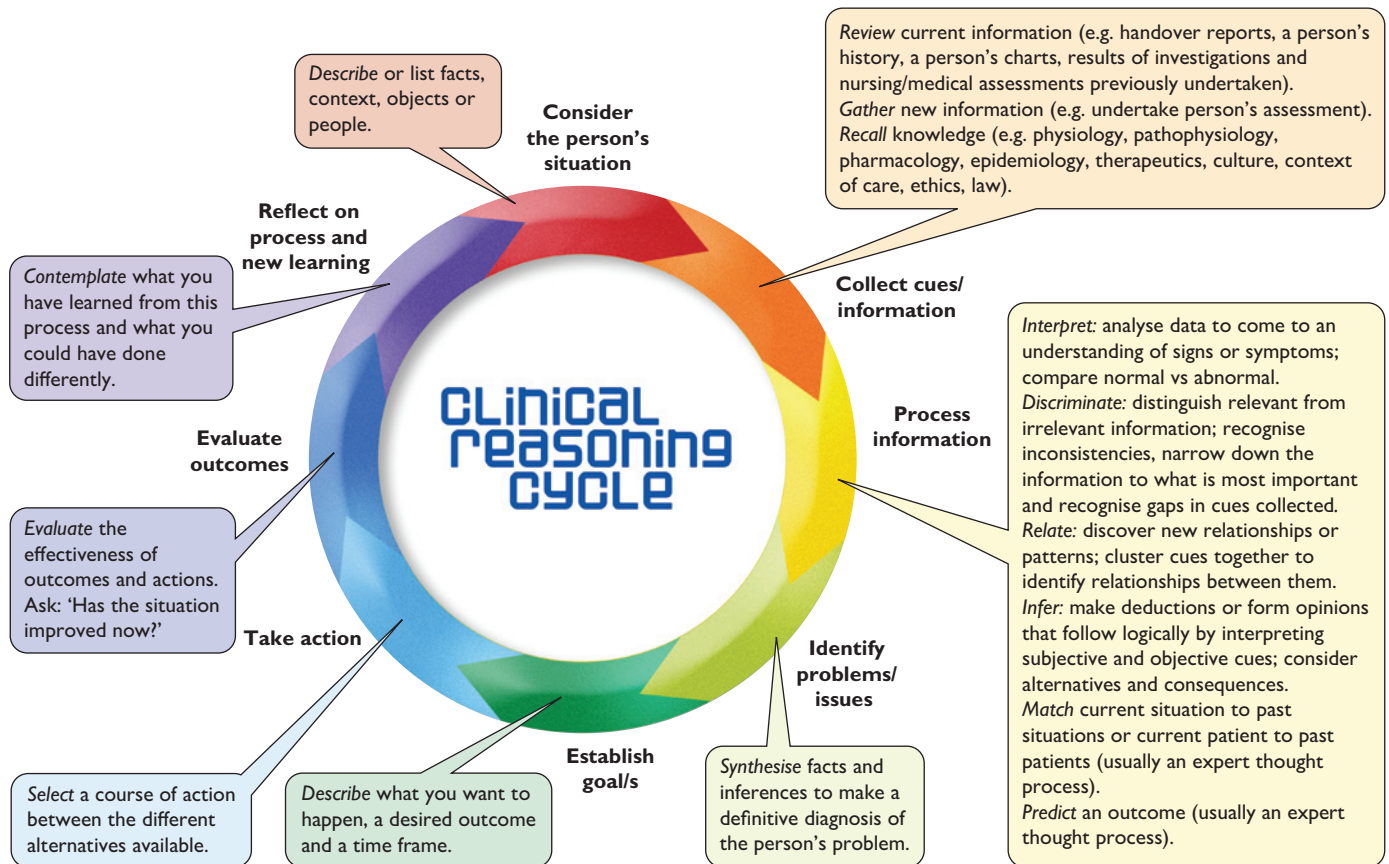 Describe or list facts,
context, objects or
people.
Consider
the person's
situation
Review current information (e.g. handover reports, a person's
history, a person's charts, results of investigations and
nursing/medical assessments previously undertaken).
Gather new information (e.g. undertake person's assessment).
Recall knowledge (e.g. physiology, pathophysiology,
pharmacology, epidemiology, therapeutics, culture, context
of care, ethics, law).
Collect cues/
information
Interpret: analyse data to come to an
understanding of signs or symptoms;
compare normal vs abnormal.
Discriminate: distinguish relevant from
irrelevant information; recognise
inconsistencies, narrow down the
information to what is most important
and recognise gaps in cues collected.
Relate: discover new relationships or
patterns; cluster cues together to
identify relationships between them.
Infer: make deductions or form opinions
that follow logically by interpreting
subjective and objective cues; consider
alternatives and consequences.
Match current situation to past
situations or current patient to past
patients (usually an expert thought
process).
Predict an outcome (usually an expert
thought process).
Process
information
Identify
problems/
issues
Synthesise facts and
inferences to make a
definitive diagnosis of
the person's problem.
Establish
goal/s
Describe what you want to
happen, a desired outcome
and a time frame.
Take action
Select a course of action
between the different
alternatives available.
Evaluate
outcomes
Evaluate the
effectiveness of
outcomes and actions.
Ask: 'Has the situation
improved now?'
Reflect on
process and
new learning
Contemplate what you
have learned from this
process and what you
could have done
differently.
CLINICAL
REASONING
CYCLE